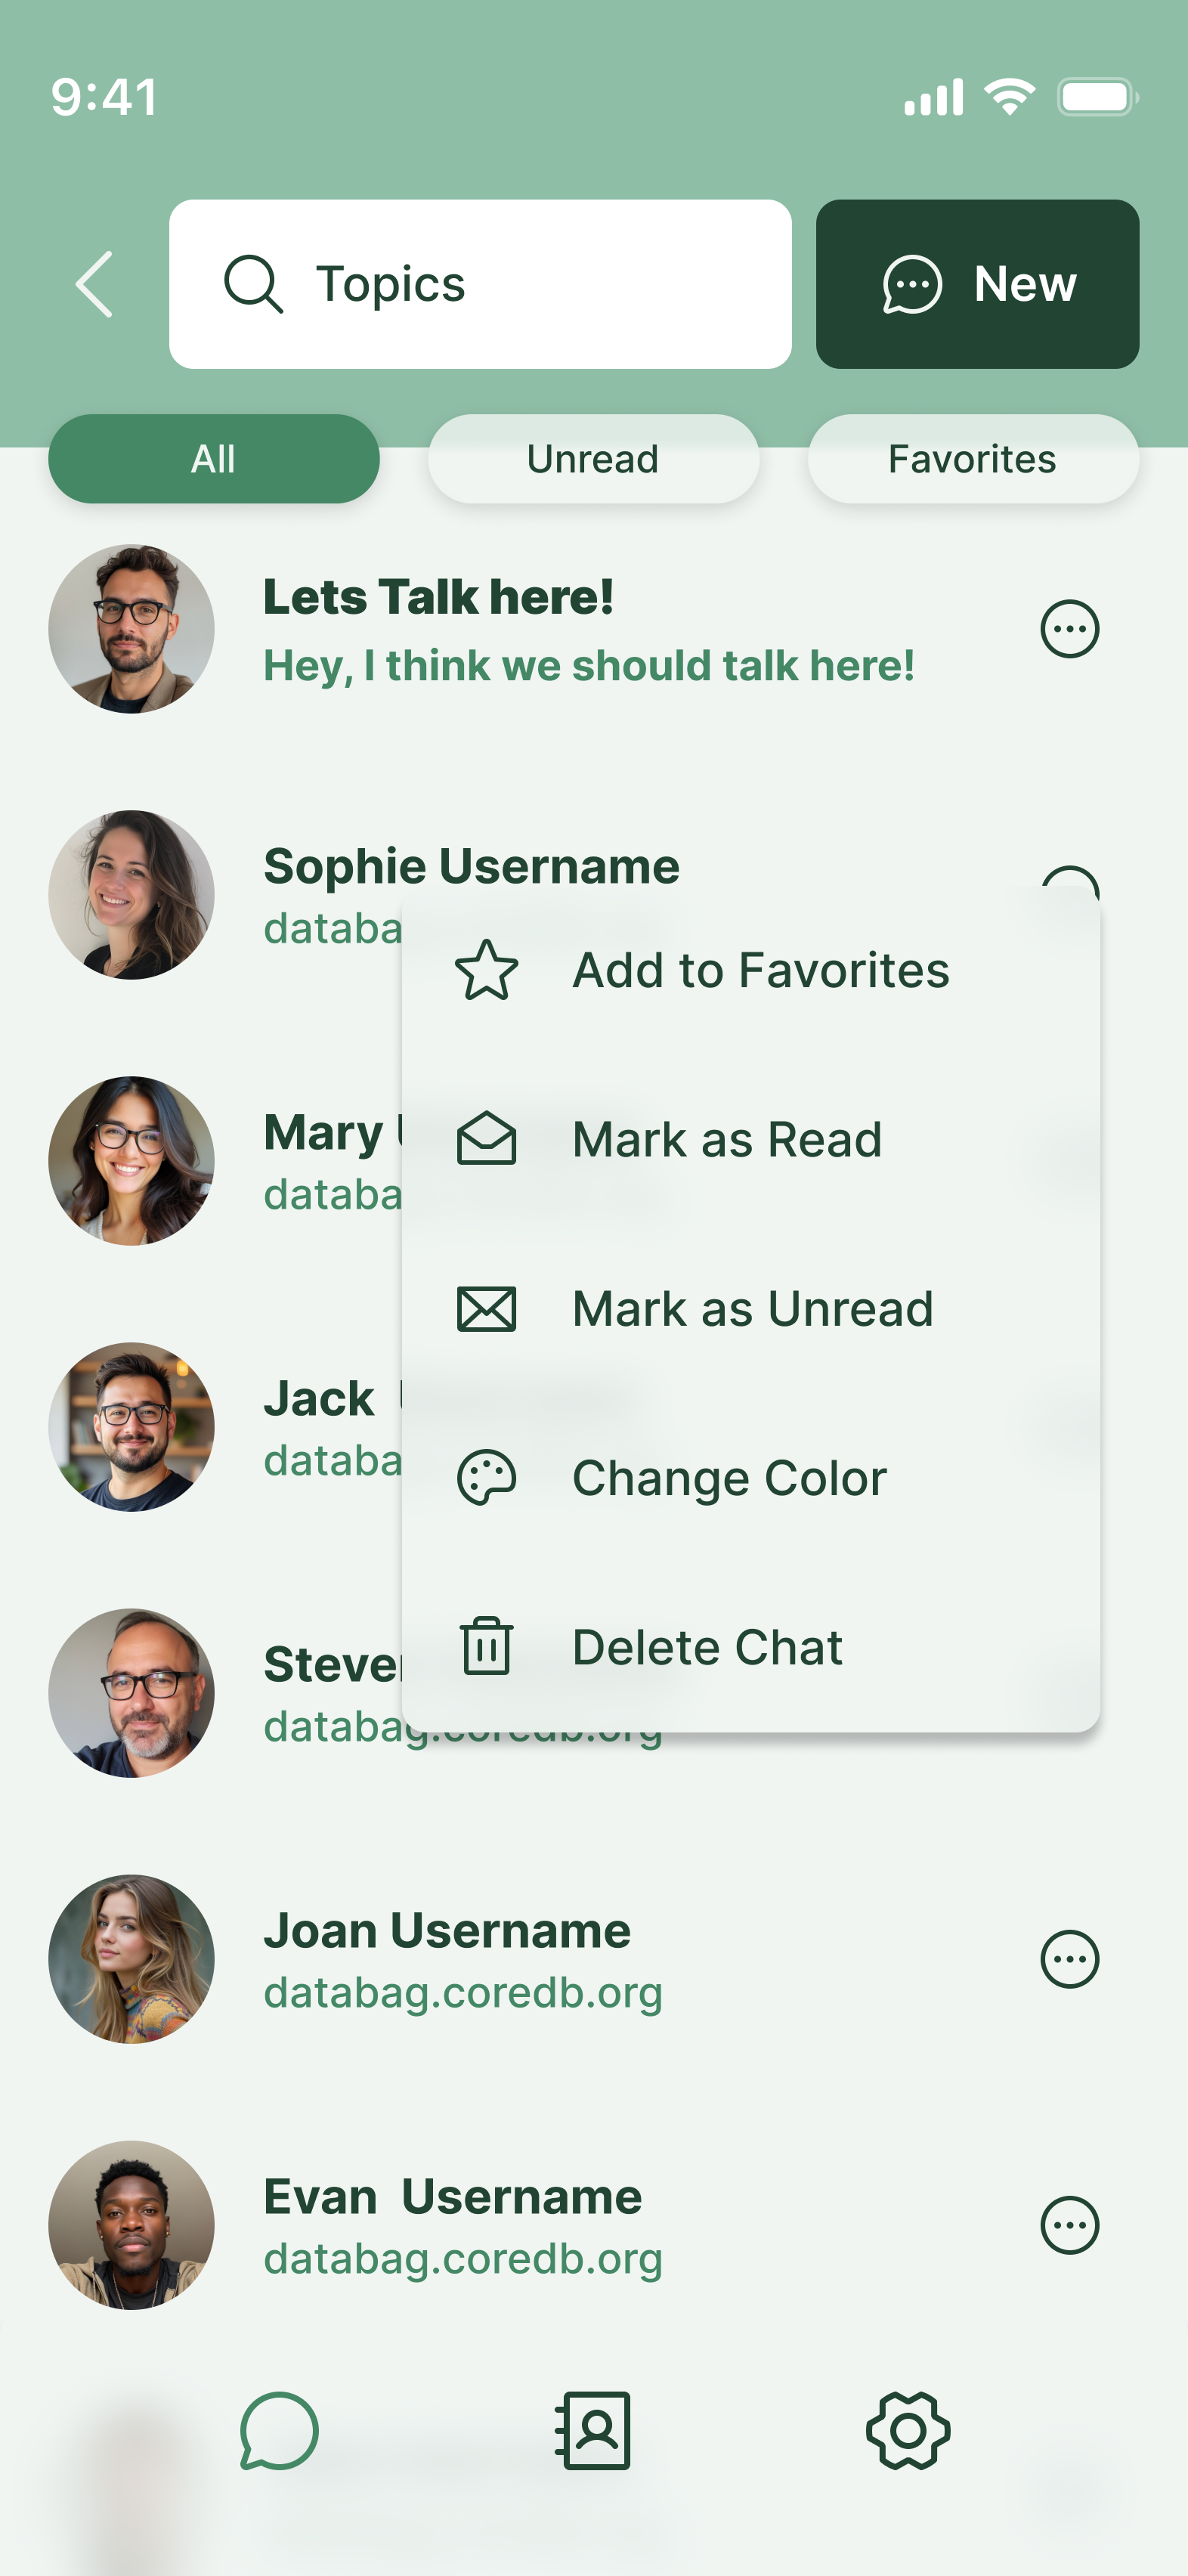 9:41
Topics
New
All
Unread
Favorites
Lets Talk here!
Hey, I think we should talk here!
Sophie Username
databa
Add to Favorites
Mary
databa
Mark as Read
Mark as Unread
Jack
databa
Change Color
Steve
databag.coredb.org
Delete Chat
Joan Username
databag.coredb.org
Evan  Username
databag.coredb.org